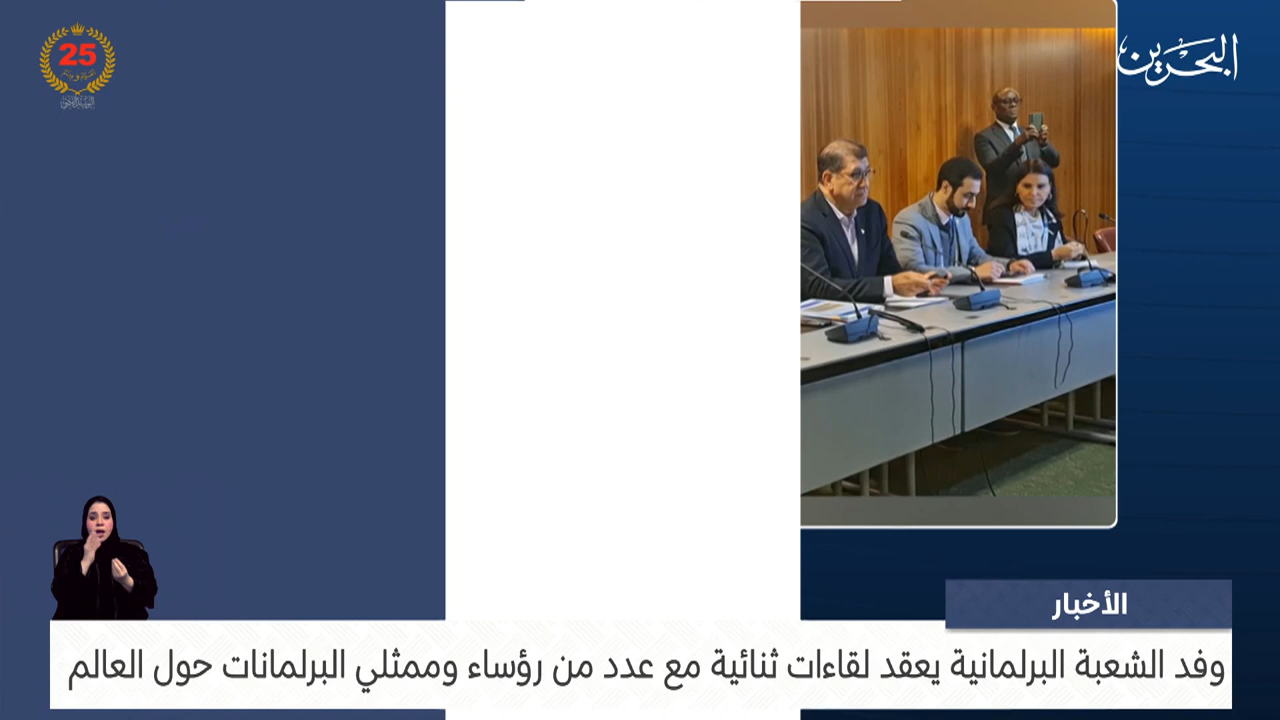 25
البحرين
الأخبار
وفد الشعبة البرلمانية يعقد لقاءات ثنائية مع عدد من رؤساء وممثلي البرلمانات حول العالم